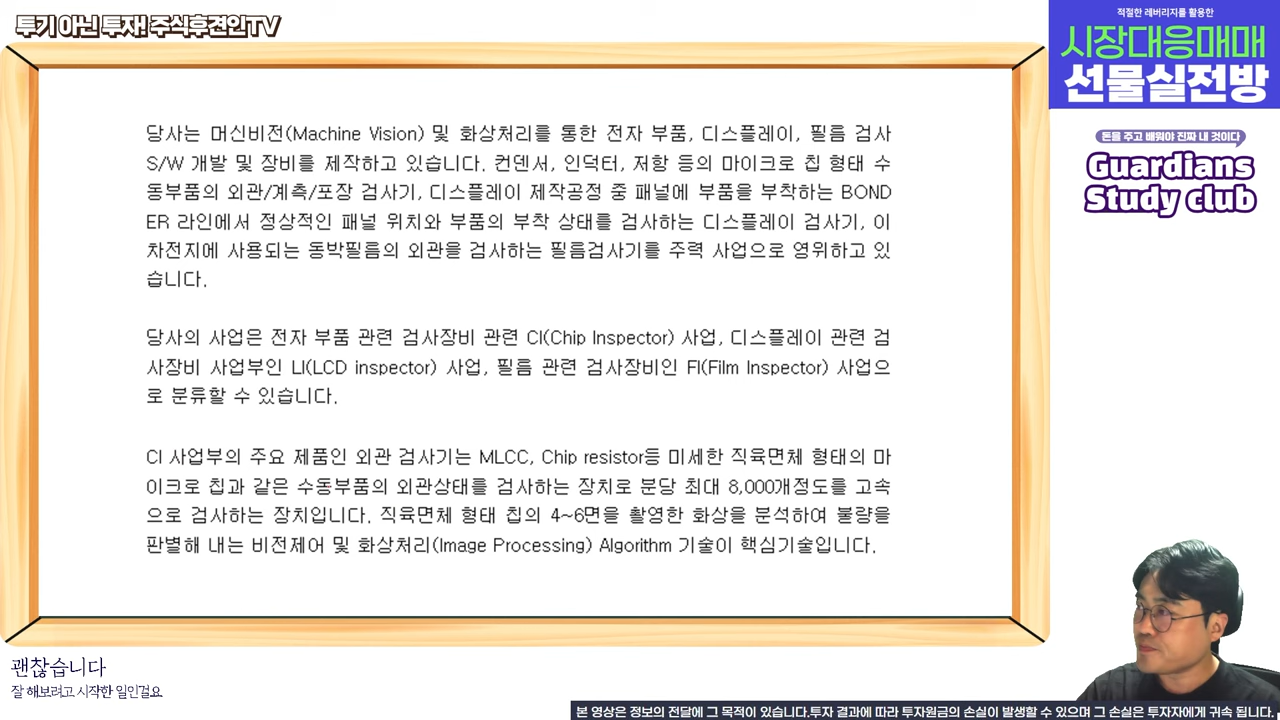 투기 아닌 투자! 주식후견인TV
적절한 레버리지를 활용한
시장대응매매
선물실전방
돈을 주고 배워야 진짜 내 것이다
Guardians
Study club
당사는 머신비전(Machine Vision) 및 화상처리를 통한 전자 부품, 디스플레이, 필름 검사
S/W 개발 및 장비를 제작하고 있습니다. 컨덴서, 인덕터, 저항 등의 마이크로 칩 형태 수
동부품의 외관/계측/포장 검사기, 디스플레이 제작공정 중 패널에 부품을 부착하는 BOND
ER 라인에서 정상적인 패널 위치와 부품의 부착 상태를 검사하는 디스플레이 검사기, 이
차전지에 사용되는 동박필름의 외관을 검사하는 필름검사기를 주력 사업으로 영위하고 있
습니다.
당사의 사업은 전자 부품 관련 검사장비 관련 CI(Chip Inspector) 사업, 디스플레이 관련 검
사장비 사업부인 LI(LCD inspector) 사업, 필름 관련 검사장비인 FI(Film Inspector) 사업으
로 분류할 수 있습니다.
CI 사업부의 주요 제품인 외관 검사기는 MLCC, Chip resistor등 미세한 직육면체 형태의 마
이크로 칩과 같은 수동부품의 외관상태를 검사하는 장치로 분당 최대 8,000개정도를 고속
으로 검사하는 장치입니다. 직육면체 형태 칩의 4~6면을 촬영한 화상을 분석하여 불량을
판별해 내는 비전제어 및 화상처리(Image Processing) Algorithm 기술이 핵심기술입니다.
괜찮습니다
잘 해보려고 시작한 일인걸요
본 영상은 정보의 전달에 그 목적이 있습니다.투자 결과에 따라 투자원금의 손실이 발생할 수 있으며 그 손실은 투자자에게 귀속 됩니다.